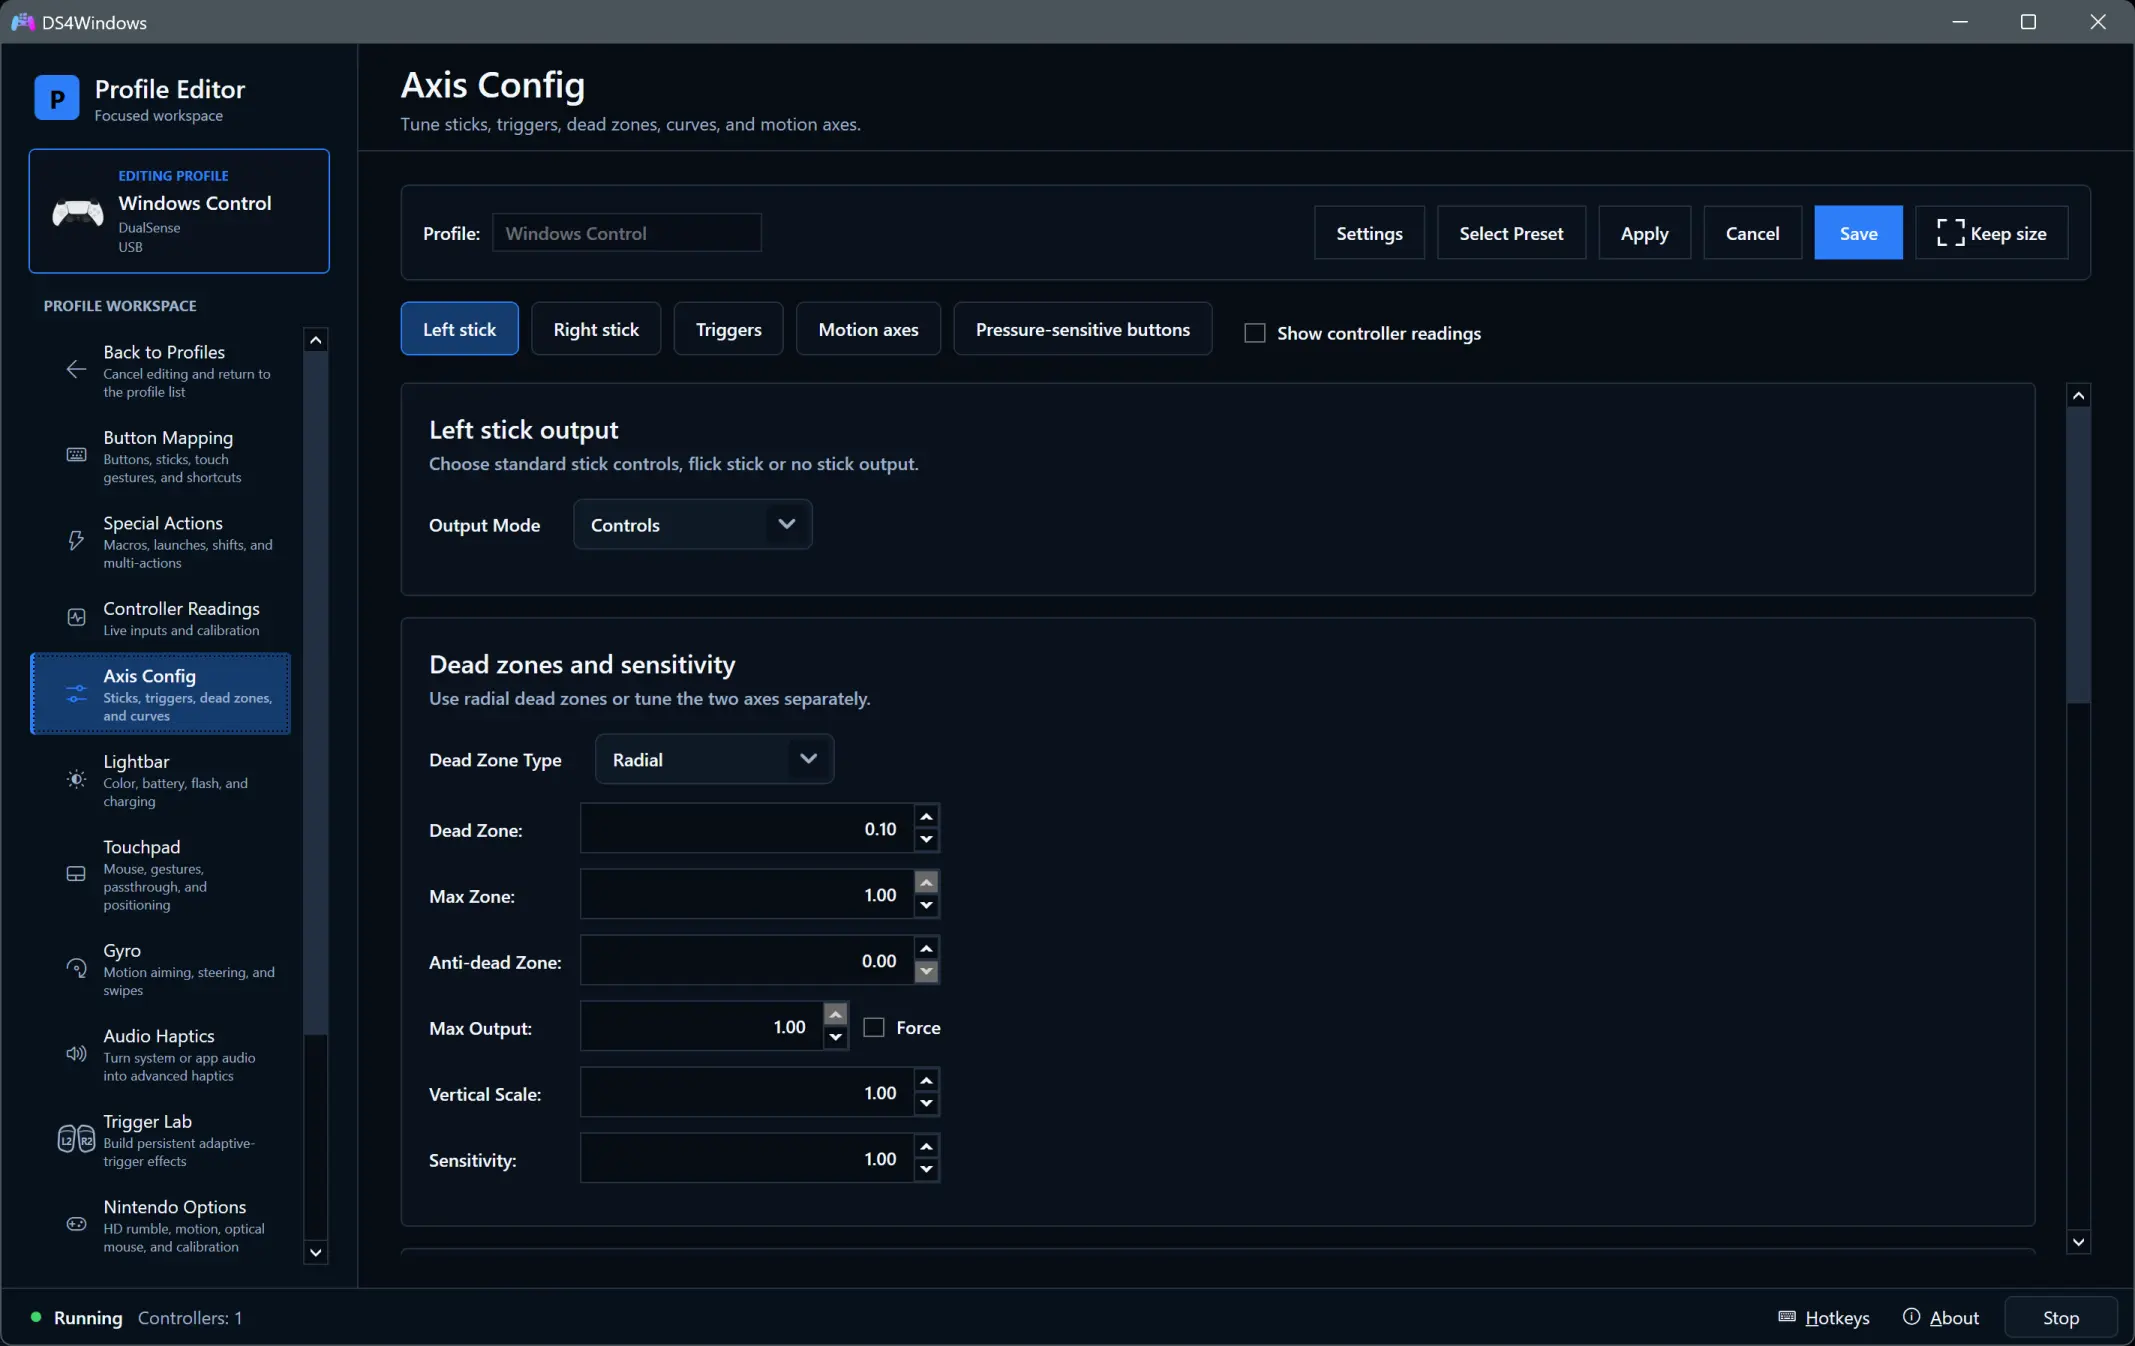 DS4Windows
P
Profile Editor
Focused workspace
EDITING PROFILE
Windows Control
DualSense
USB
PROFILE WORKSPACE
Back to Profiles
Cancel editing and return to
the profile list
Button Mapping
Buttons, sticks, touch
gestures, and shortcuts
Special Actions
Macros, launches, shifts, and
multi-actions
Controller Readings
Live inputs and calibration
Axis Config
Sticks, triggers, dead zones,
and curves
Lightbar
Color, battery, flash, and
charging
Touchpad
Mouse, gestures,
passthrough, and
positioning
Gyro
Motion aiming, steering, and
swipes
Audio Haptics
Turn system or app audio
into advanced haptics
L2 R2
Trigger Lab
Build persistent adaptive-
trigger effects
Nintendo Options
HD rumble, motion, optical
mouse, and calibration
Axis Config
Tune sticks, triggers, dead zones, curves, and motion axes.
Profile: Windows Control Settings Select Preset Apply Cancel Save Keep size
Left stick Right stick Triggers Motion axes Pressure-sensitive buttons Show controller readings
Left stick output
Choose standard stick controls, flick stick or no stick output.
Output Mode Controls
Dead zones and sensitivity
Use radial dead zones or tune the two axes separately.
Dead Zone Type Radial
Dead Zone: 0.10
Max Zone: 1.00
Anti-dead Zone: 0.00
Max Output: 1.00 Force
Vertical Scale: 1.00
Sensitivity: 1.00
Running Controllers: 1 Hotkeys About Stop